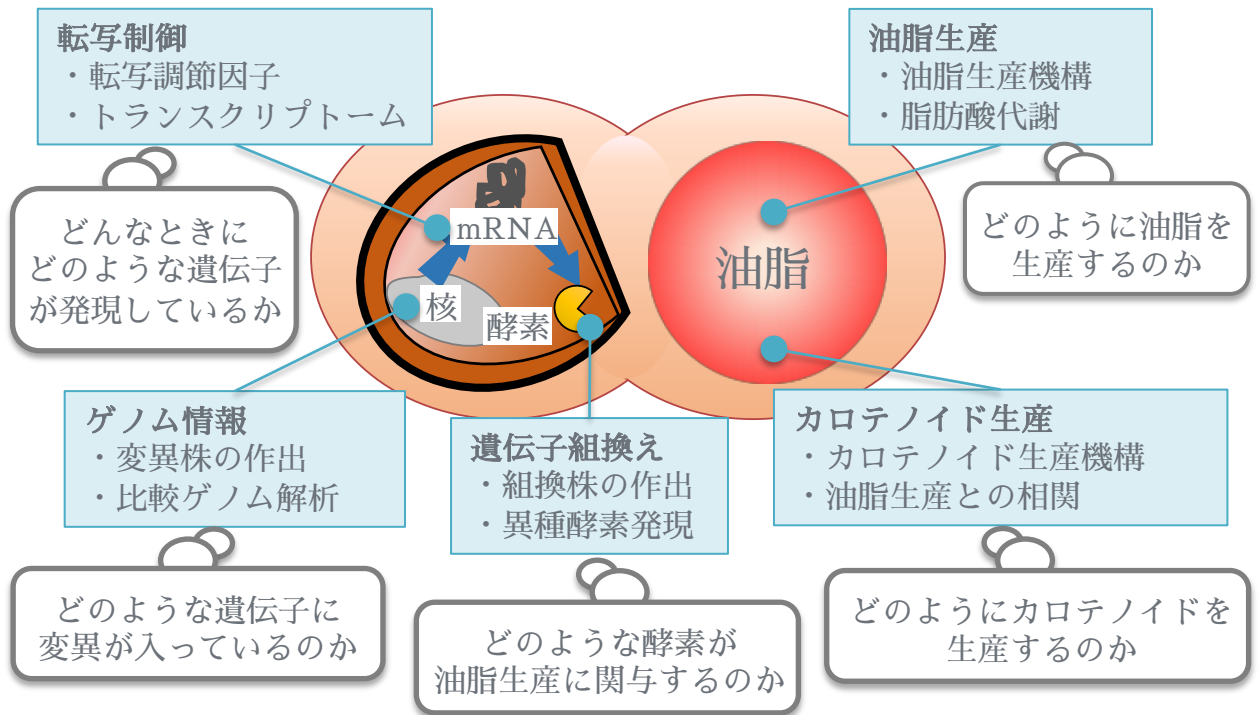 転写制御
・転写調節因子
・トランスクリプトーム
どんなときに
どのような遺伝子
が発現しているか
油脂生産
・油脂生産機構
・脂肪酸代謝
どのように油脂を
生産するのか
mRNA
核
酵素
油脂
ゲノム情報
・変異株の作出
・比較ゲノム解析
どのような遺伝子に
変異が入っているのか
遺伝子組換え
・組換株の作出
・異種酵素発現
どのような酵素が
油脂生産に関与するのか
カロテノイド生産
・カロテノイド生産機構
・油脂生産との相関
どのようにカロテノイドを
生産するのか